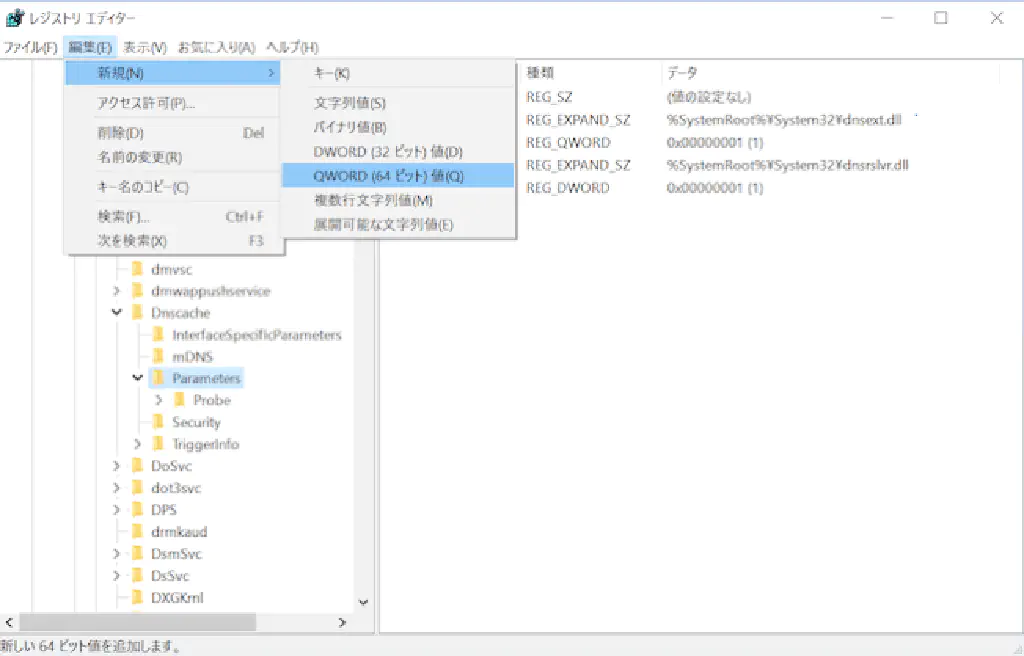 レジストリ エディター
ファイル(F) 編集(E) 表示(V) お気に入り(A) ヘルプ(H)
新規(N)
アクセス許可(P)...
削除(D) Del
名前の変更(R)
キー名のコピー(C)
検索(F)... Ctrl+F
次を検索(X) F3
キー(K)
文字列値(S)
バイナリ値(B)
DWORD (32 ビット) 値(D)
QWORD (64 ビット) 値(Q)
複数行文字列値(M)
展開可能な文字列値(E)
種類 データ
REG_SZ (値の設定なし)
REG_EXPAND_SZ %SystemRoot%¥System32¥dnsext.dll
REG_QWORD 0x00000001 (1)
REG_EXPAND_SZ %SystemRoot%¥System32¥dnsrslvr.dll
REG_DWORD 0x00000001 (1)
dmvsc
dmwappushservice
Dnscache
InterfaceSpecificParameters
mDNS
Parameters
Probe
Security
TriggerInfo
DoSvc
dot3svc
DPS
drmkaud
DsmSvc
DsSvc
DXGKrnl
新しい 64 ビット値を追加します。